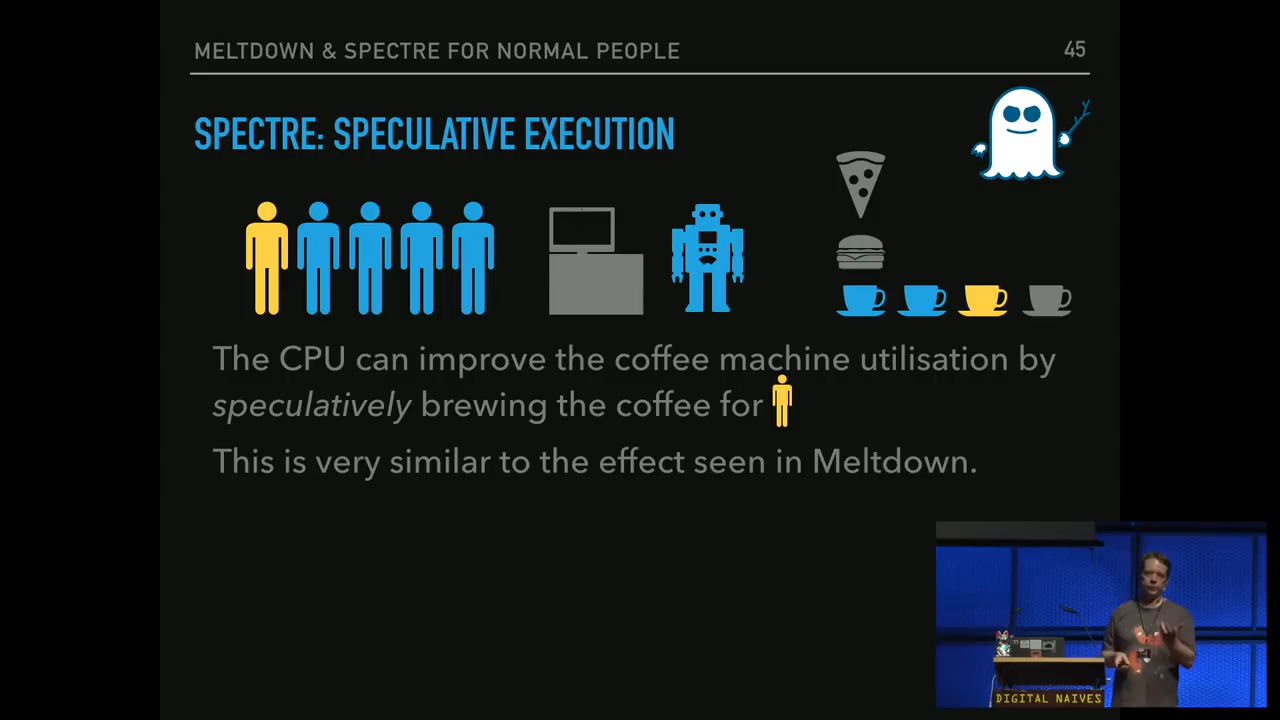 MELTDOWN & SPECTRE FOR NORMAL PEOPLE
45
SPECTRE: SPECULATIVE EXECUTION
The CPU can improve the coffee machine utilisation by
speculatively brewing the coffee for
This is very similar to the effect seen in Meltdown.
DIGITAL NAIVES